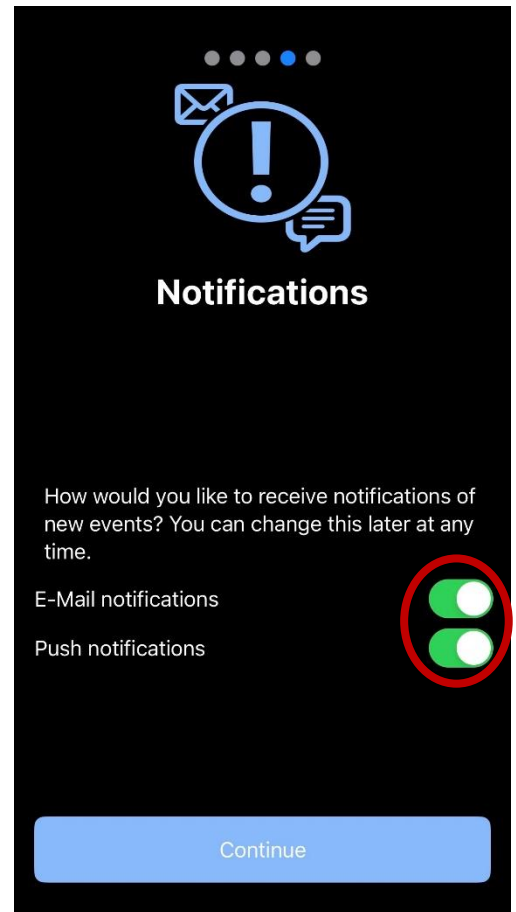 Notifications
How would you like to receive notifications of
new events? You can change this later at any
time.
E-Mail notifications
Push notifications
Continue